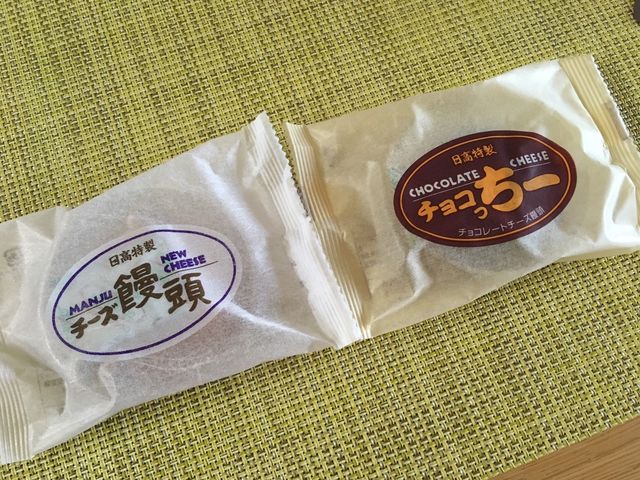 日高特製
NEW
MANJU CHEESE
チーズ饅頭
日高特製
CHOCOLATE CHEESE
チョコっちー
チョコレートチーズ饅頭